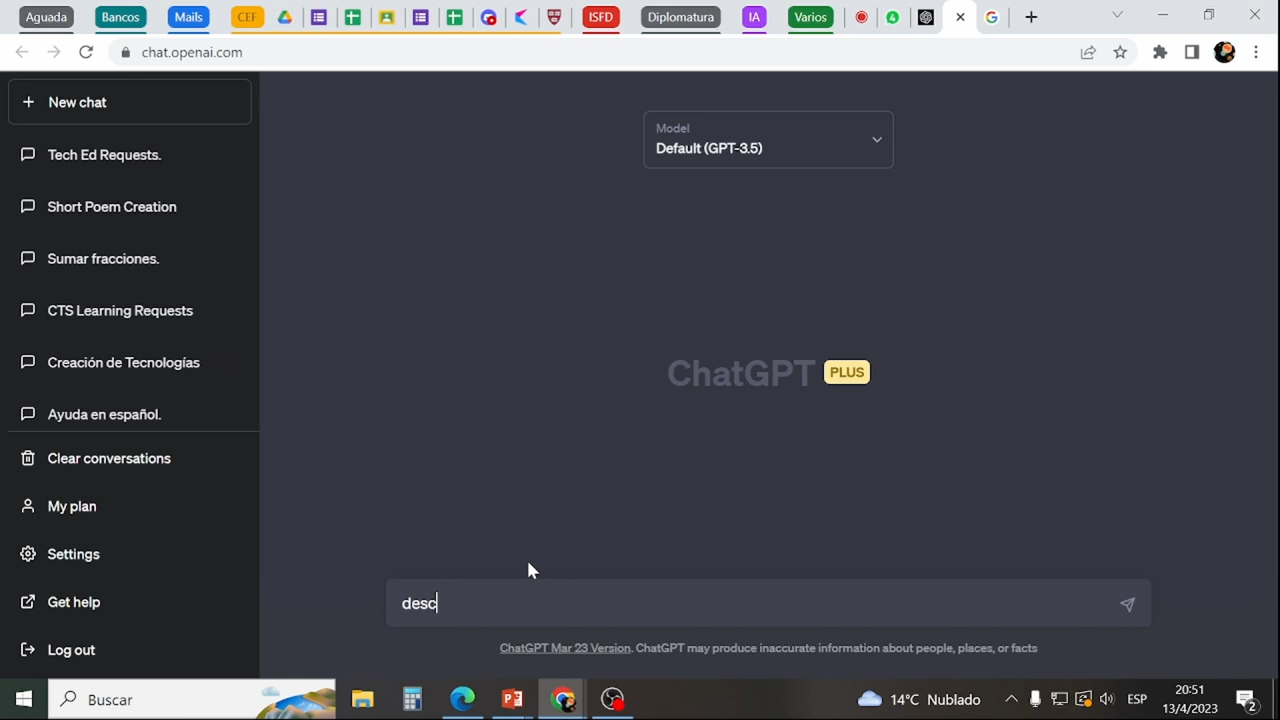 Aguada Bancos Mails CEF ISFD Diplomatura IA Varios
chat.openai.com
New chat
Model
Default (GPT-3.5)
Tech Ed Requests.
Short Poem Creation
Sumar fracciones.
CTS Learning Requests
Creación de Tecnologías
ChatGPT PLUS
Ayuda en español.
Clear conversations
My plan
Settings
Get help
Log out
desc
ChatGPT Mar 23 Version. ChatGPT may produce inaccurate information about people, places, or facts
Buscar
14°C Nublado
ESP
20:51
13/4/2023
2